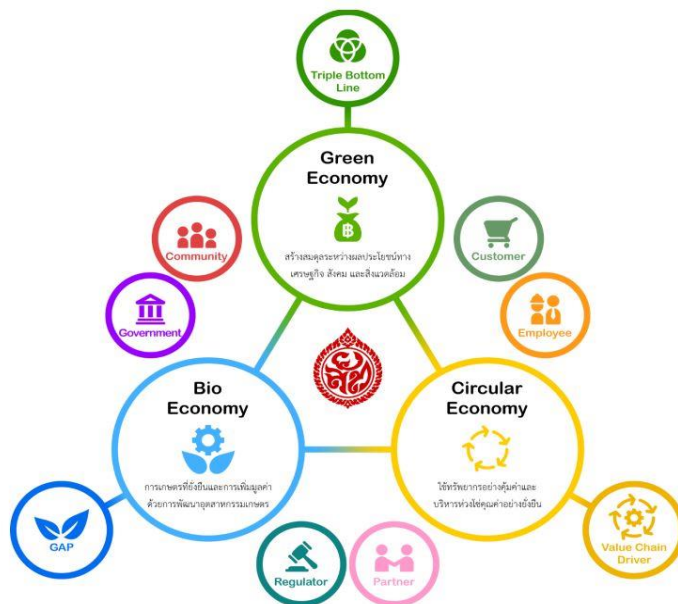 Triple Bottom
Line
Green
Economy
สร้างสมดุลระหว่างผลประโยชน์ทาง
เศรษฐกิจ สังคม และสิ่งแวดล้อม
Community
Customer
Government
Employee
Bio
Economy
การเกษตรที่ยั่งยืนและการเพิ่มมูลค่า
ด้วยการพัฒนาอุตสาหกรรมเกษตร
Circular
Economy
ใช้ทรัพยากรอย่างคุ้มค่าและ
บริหารห่วงโซ่คุณค่าอย่างยั่งยืน
GAP
Regulator
Partner
Value Chain
Driver